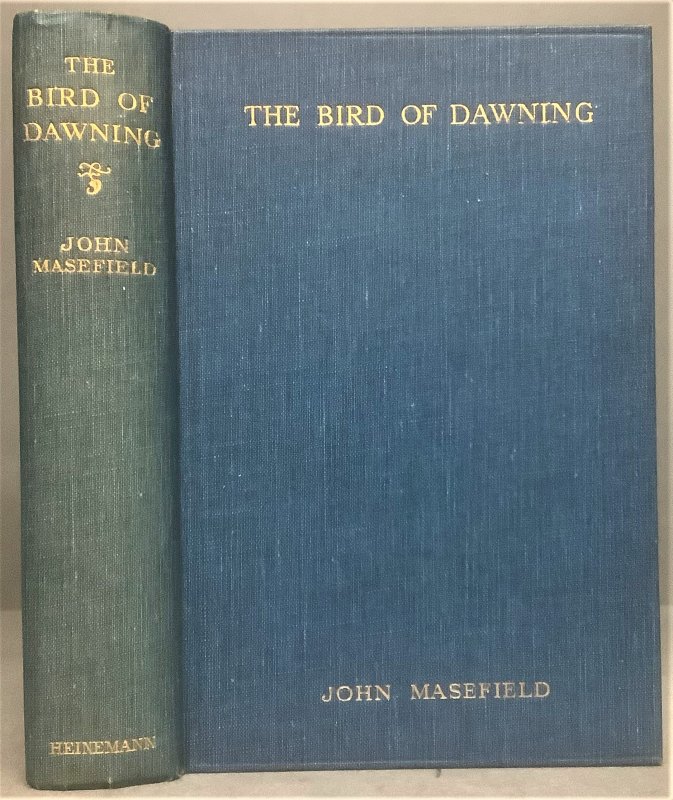 THE
BIRD OF
DAWNING
JOHN
MASEFIELD
HEINEMANN
THE BIRD OF DAWNING
JOHN MASEFIELD